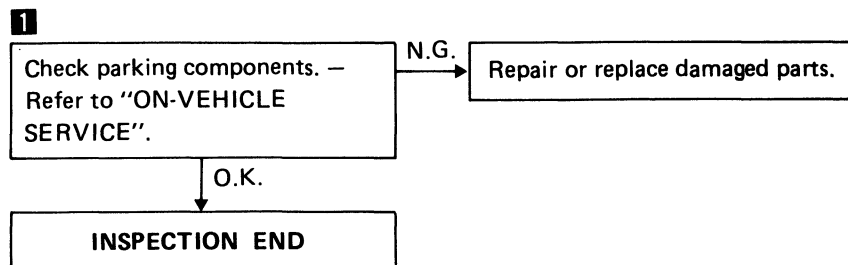 1
Check parking components. —
Refer to "ON-VEHICLE
SERVICE".
N.G.
Repair or replace damaged parts.
O.K.
INSPECTION END